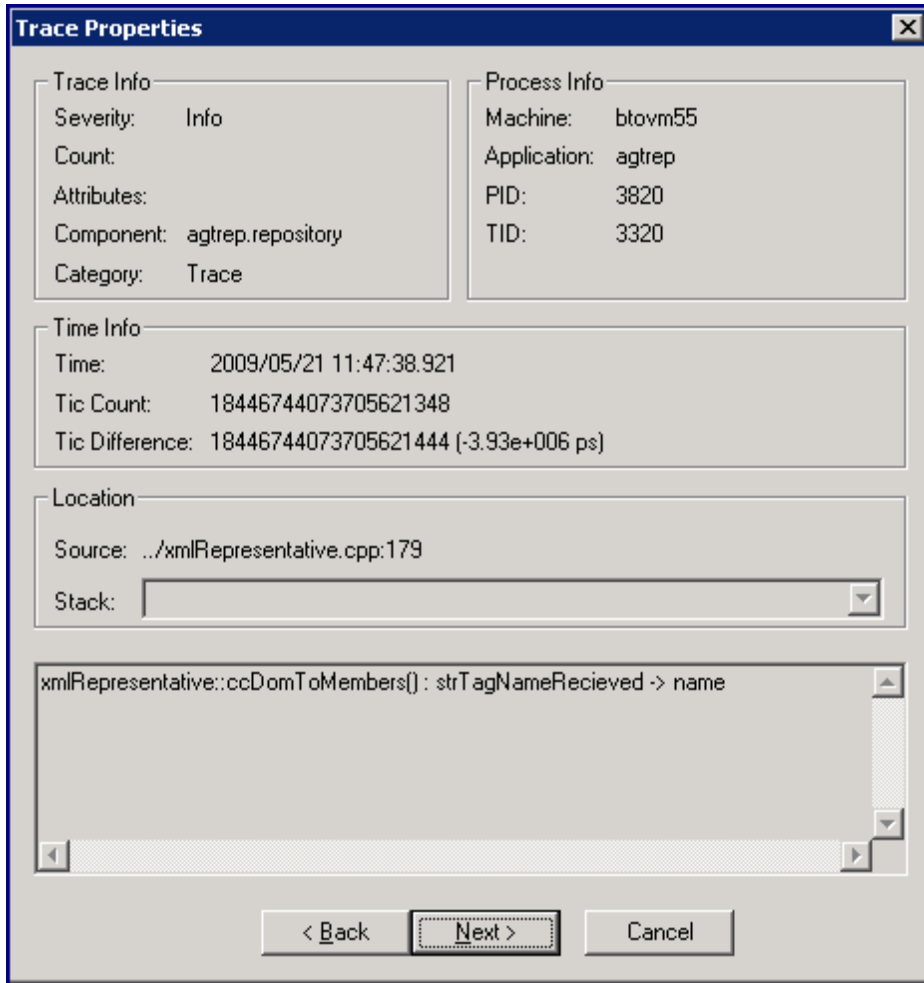 Trace Properties
Trace Info
Severity: Info
Count:
Attributes:
Component: agtrep.repository
Category: Trace
Process Info
Machine: btovm55
Application: agtrep
PID: 3820
TID: 3320
Time Info
Time: 2009/05/21 11:47:38.921
Tic Count: 18446744073705621348
Tic Difference: 18446744073705621444 (-3.93e+006 ps)
Location
Source: ../xmlRepresentative.cpp:179
Stack:
xmlRepresentative::ccDomToMembers() : strTagNameRecieved -> name
< Back
Next >
Cancel